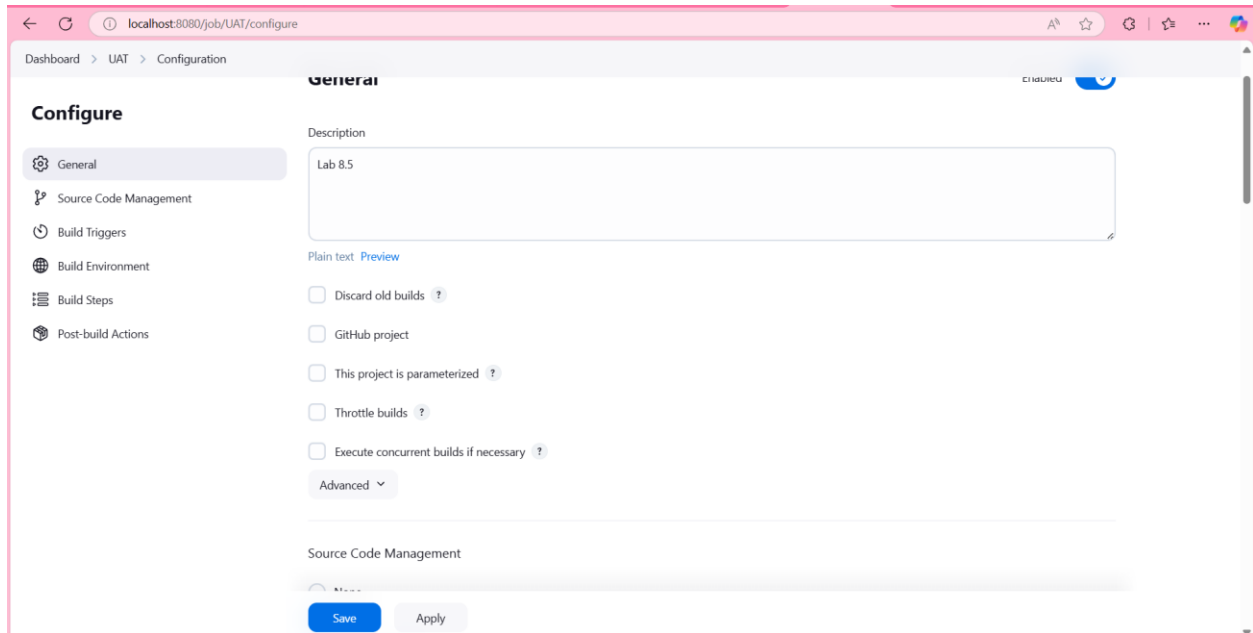 localhost:8080/job/UAT/configure
Dashboard > UAT > Configuration
General
Enabled
Configure
General
Source Code Management
Build Triggers
Build Environment
Build Steps
Post-build Actions
Description
Lab 8.5
Plain text Preview
Discard old builds ?
GitHub project
This project is parameterized ?
Throttle builds ?
Execute concurrent builds if necessary ?
Advanced
Source Code Management
None
Save Apply